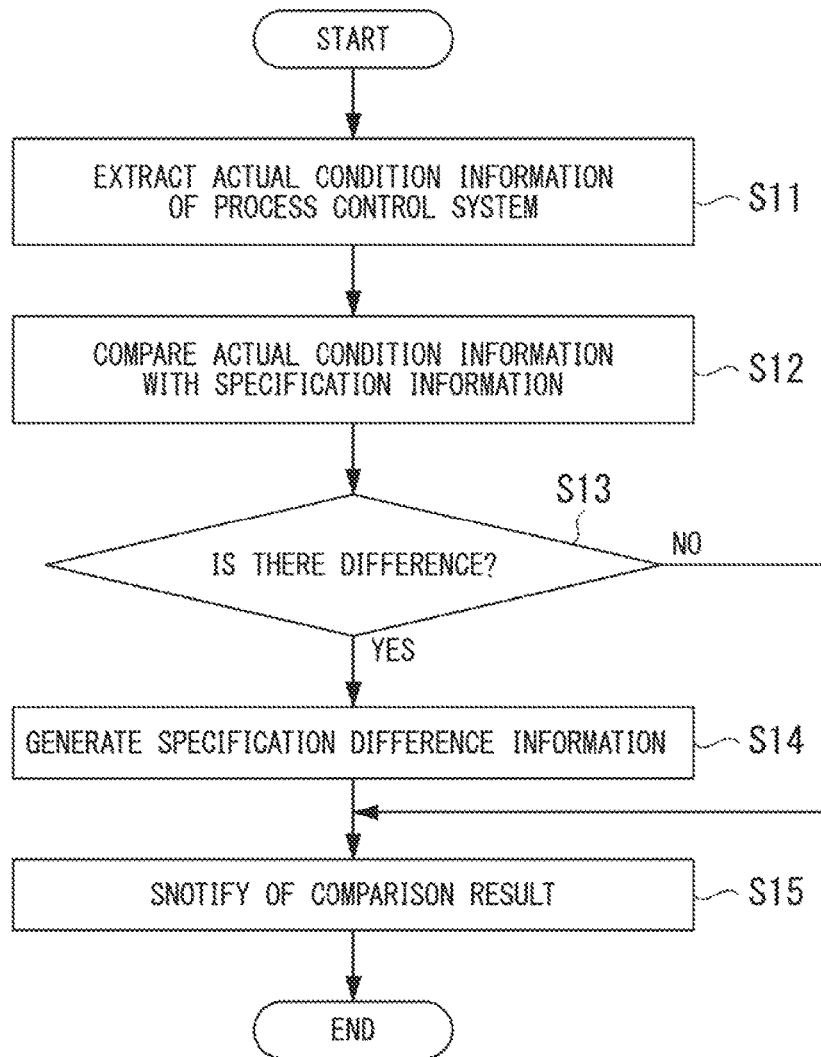 START
EXTRACT ACTUAL CONDITION INFORMATION
OF PROCESS CONTROL SYSTEM
S11
COMPARE ACTUAL CONDITION INFORMATION
WITH SPECIFICATION INFORMATION
S12
S13
IS THERE DIFFERENCE?
NO
YES
GENERATE SPECIFICATION DIFFERENCE INFORMATION
S14
SNOTIFY OF COMPARISON RESULT
S15
END